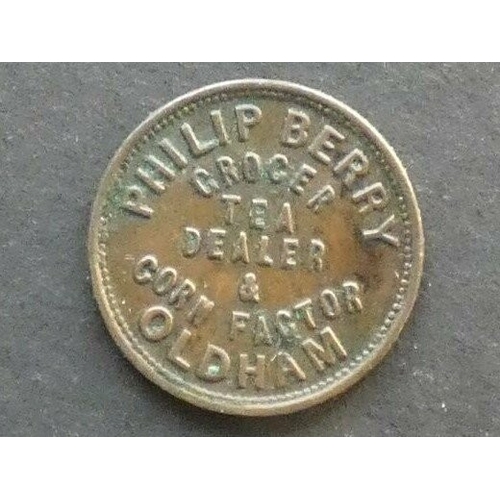 PHILIP BERRY
GROCER
TEA
DEALER
&
CORN FACTOR
OLDHAM